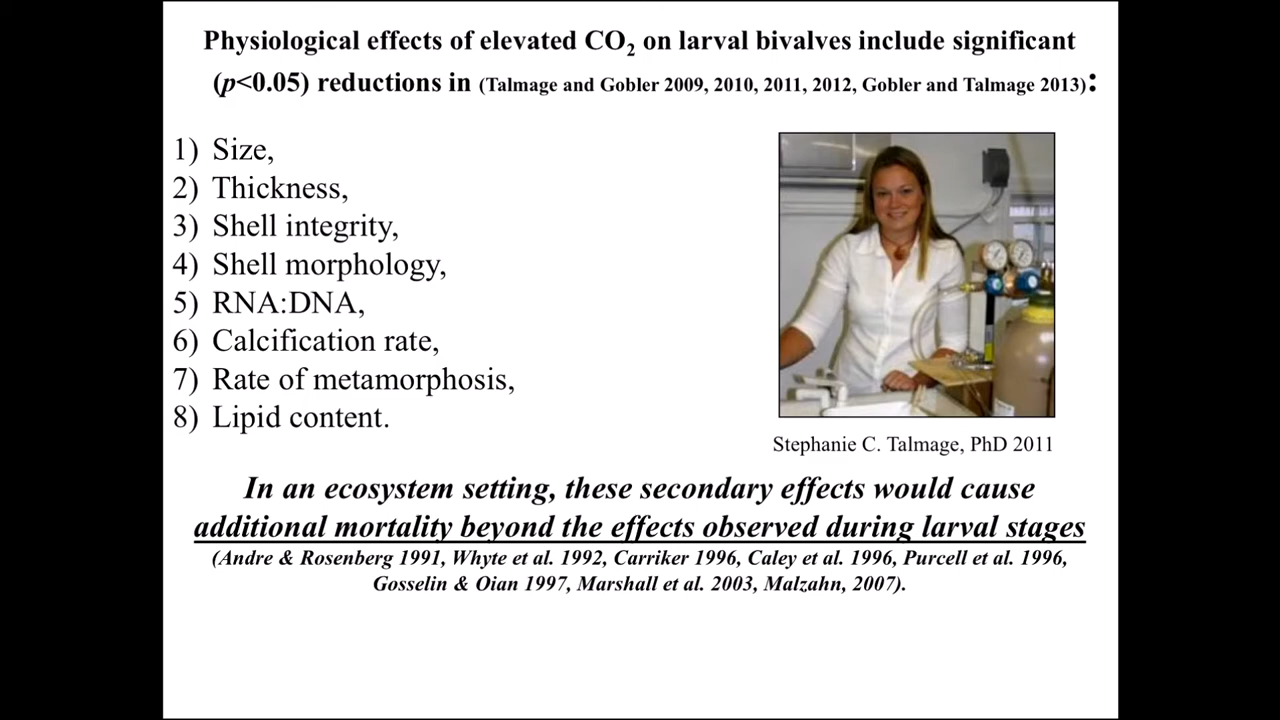 Physiological effects of elevated CO₂ on larval bivalves include significant
(p<0.05) reductions in (Talmage and Gobler 2009, 2010, 2011, 2012, Gobler and Talmage 2013):
1) Size,
2) Thickness,
3) Shell integrity,
4) Shell morphology,
5) RNA:DNA,
6) Calcification rate,
7) Rate of metamorphosis,
8) Lipid content.
Stephanie C. Talmage, PhD 2011
In an ecosystem setting, these secondary effects would cause
additional mortality beyond the effects observed during larval stages
(Andre & Rosenberg 1991, Whyte et al. 1992, Carriker 1996, Caley et al. 1996, Purcell et al. 1996,
Gosselin & Oian 1997, Marshall et al. 2003, Malzahn, 2007).